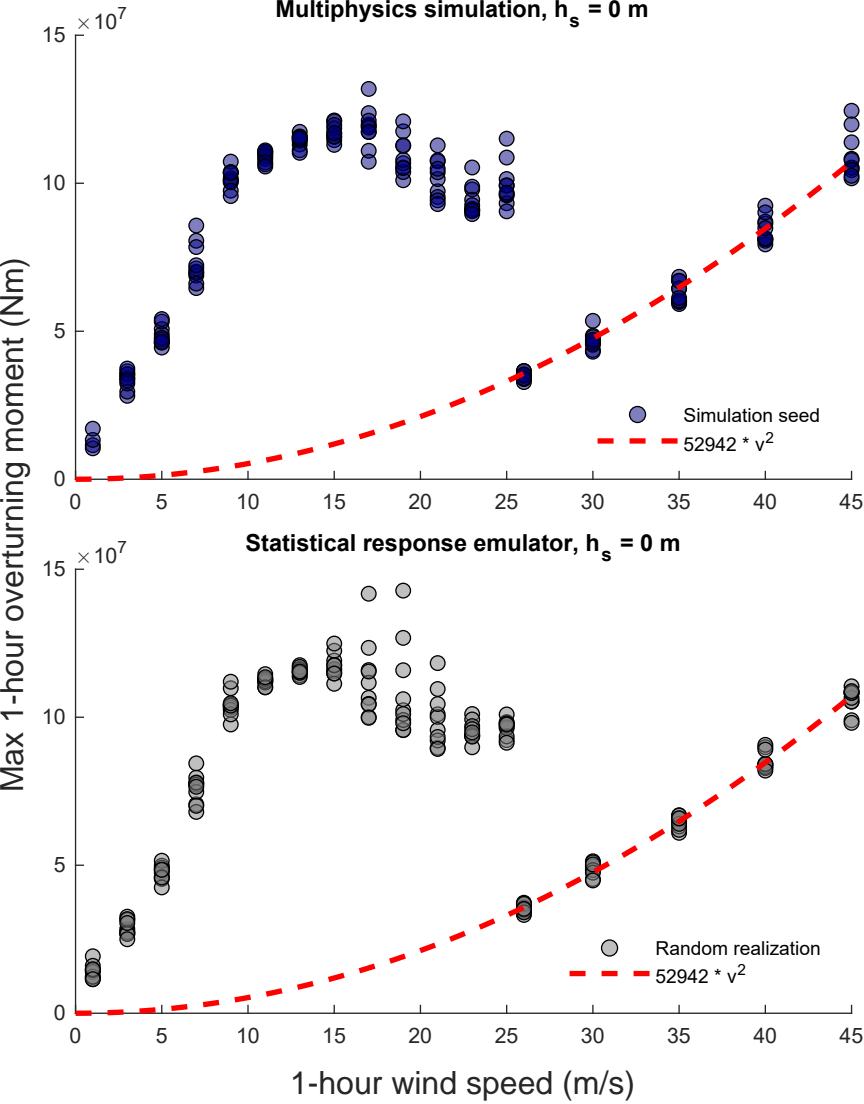 Multiphysics simulation, h_s = 0 m
×10^7
15
10
5
0
0 5 10 15 20 25 30 35 40 45
Simulation seed
52942 * v^2
Max 1-hour overturning moment (Nm)
Statistical response emulator, h_s = 0 m
×10^7
15
10
5
0
0 5 10 15 20 25 30 35 40 45
Random realization
52942 * v^2
1-hour wind speed (m/s)